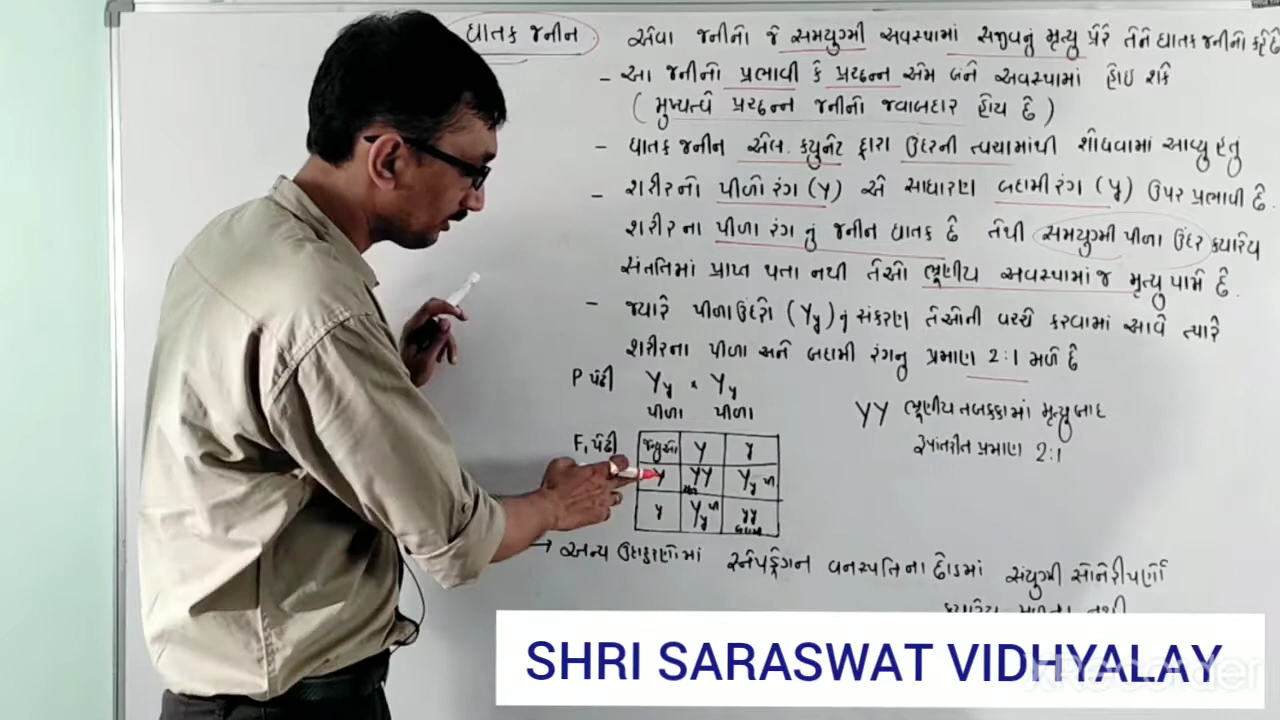 ઘાતક જનીન
એવા જનીનો જે સમયુગ્મી અવસ્થામાં સજીવનું મૃત્યુ પ્રેરે તેને ઘાતક જનીનો કહે છે
- આ જનીનો પ્રભાવી કે પ્રચ્છન્ન એમ બંને અવસ્થામાં હોઇ શકે
( મુખ્યત્વે પ્રચ્છન્ન જનીનો જવાબદાર હોય છે )
- ઘાતક જનીન એલ. ક્યુનોટ દ્વારા ઉંદરની ત્વચામાંથી શોધવામાં આવ્યુ હતું
- શરીરનો પીળો રંગ (Y) એ સાધારણ બદામી રંગ (y) ઉપર પ્રભાવી છે.
શરીરના પીળા રંગ નું જનીન ઘાતક છે તેથી સમયુગ્મી પીળા ઉંદર ક્યારેય
સંતતિમાં પ્રાપ્ત થતા નથી તેઓ ભ્રૂણીય અવસ્થામાં જ મૃત્યુ પામે છે.
- જ્યારે પીળા ઉંદરો (Yy) નું સંકરણ તેઓની વચ્ચે કરવામાં આવે ત્યારે
શરીરના પીળા અને બદામી રંગનુ પ્રમાણ 2:1 મળે છે
P પેઢી Yy x Yy
પીળા પીળા
YY ભ્રૂણીય તબક્કામાં મૃત્યુ બાદ
રૂપાંતરીત પ્રમાણ 2:1
F₁ પેઢી જન્યુઓ Y y
Y YY Yy પી
y Yy પી yy
→ અન્ય ઉદાહરણોમાં સ્નેપડ્રેગન વનસ્પતિના છોડમાં સંયુગ્મી સોનેરીપર્ણો
ક્યારેય મળતા નથી
SHRI SARASWAT VIDHYALAY
XRecorder